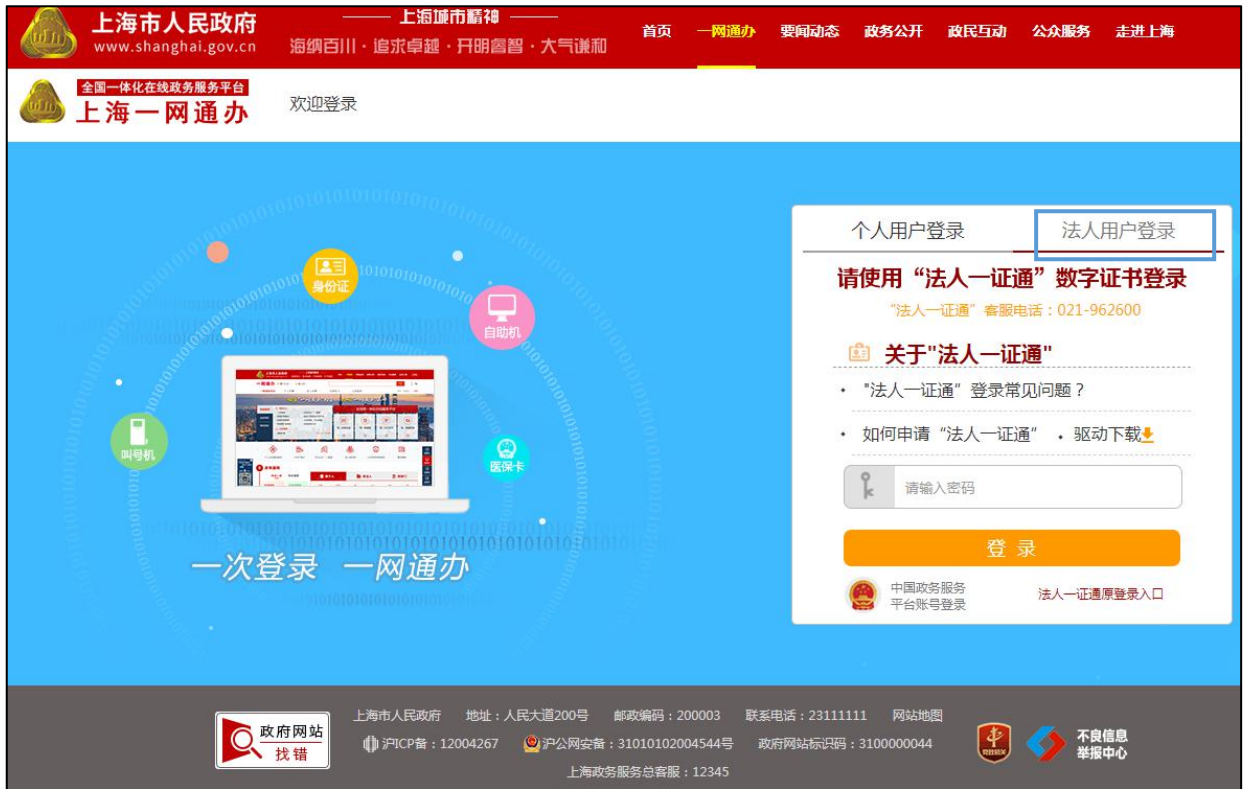 上海市人民政府
www.shanghai.gov.cn
上海城市精神
海纳百川·追求卓越·开明睿智·大气谦和
首页 一网通办 要闻动态 政务公开 政民互动 公众服务 走进上海
全国一体化在线政务服务平台
上海一网通办
欢迎登录
身份证
自助机
叫号机
医保卡
一次登录 一网通办
个人用户登录 法人用户登录
请使用“法人一证通”数字证书登录
“法人一证通”客服电话：021-962600
关于"法人一证通"
· "法人一证通”登录常见问题？
· 如何申请“法人一证通” · 驱动下载
请输入密码
登 录
中国政务服务
平台账号登录
法人一证通原登录入口
政府网站
找错
上海市人民政府 地址：人民大道200号 邮政编码：200003 联系电话：23111111 网站地图
沪ICP备：12004267 沪公网安备：31010102004544号 政府网站标识码：3100000044
上海政务服务总客服：12345
不良信息
举报中心